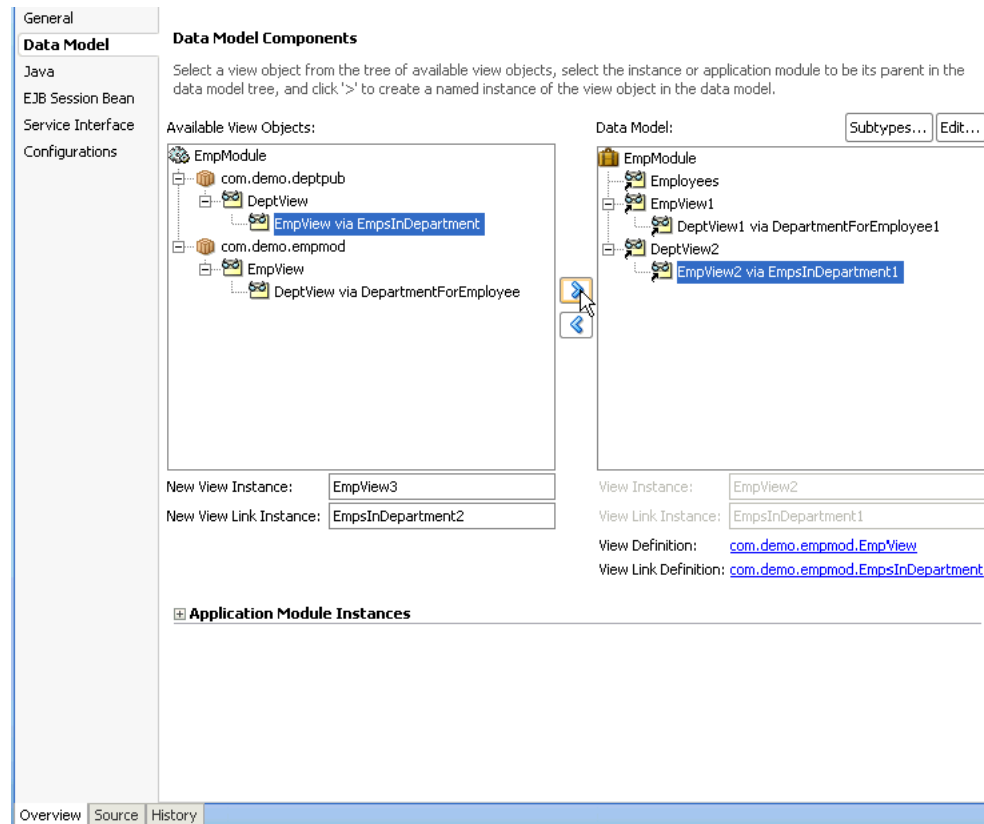 General
Data Model
Java
EJB Session Bean
Service Interface
Configurations
Data Model Components
Select a view object from the tree of available view objects, select the instance or application module to be its parent in the
data model tree, and click '>' to create a named instance of the view object in the data model.
Available View Objects:
EmpModule
com.demo.deptpub
DeptView
EmpView via EmpsInDepartment
com.demo.empmod
EmpView
DeptView via DepartmentForEmployee
New View Instance: EmpView3
New View Link Instance: EmpsInDepartment2
Data Model: Subtypes... Edit...
EmpModule
Employees
EmpView1
DeptView1 via DepartmentForEmployee1
DeptView2
EmpView2 via EmpsInDepartment1
View Instance: EmpView2
View Link Instance: EmpsInDepartment1
View Definition: com.demo.empmod.EmpView
View Link Definition: com.demo.empmod.EmpsInDepartment
Application Module Instances
Overview Source History